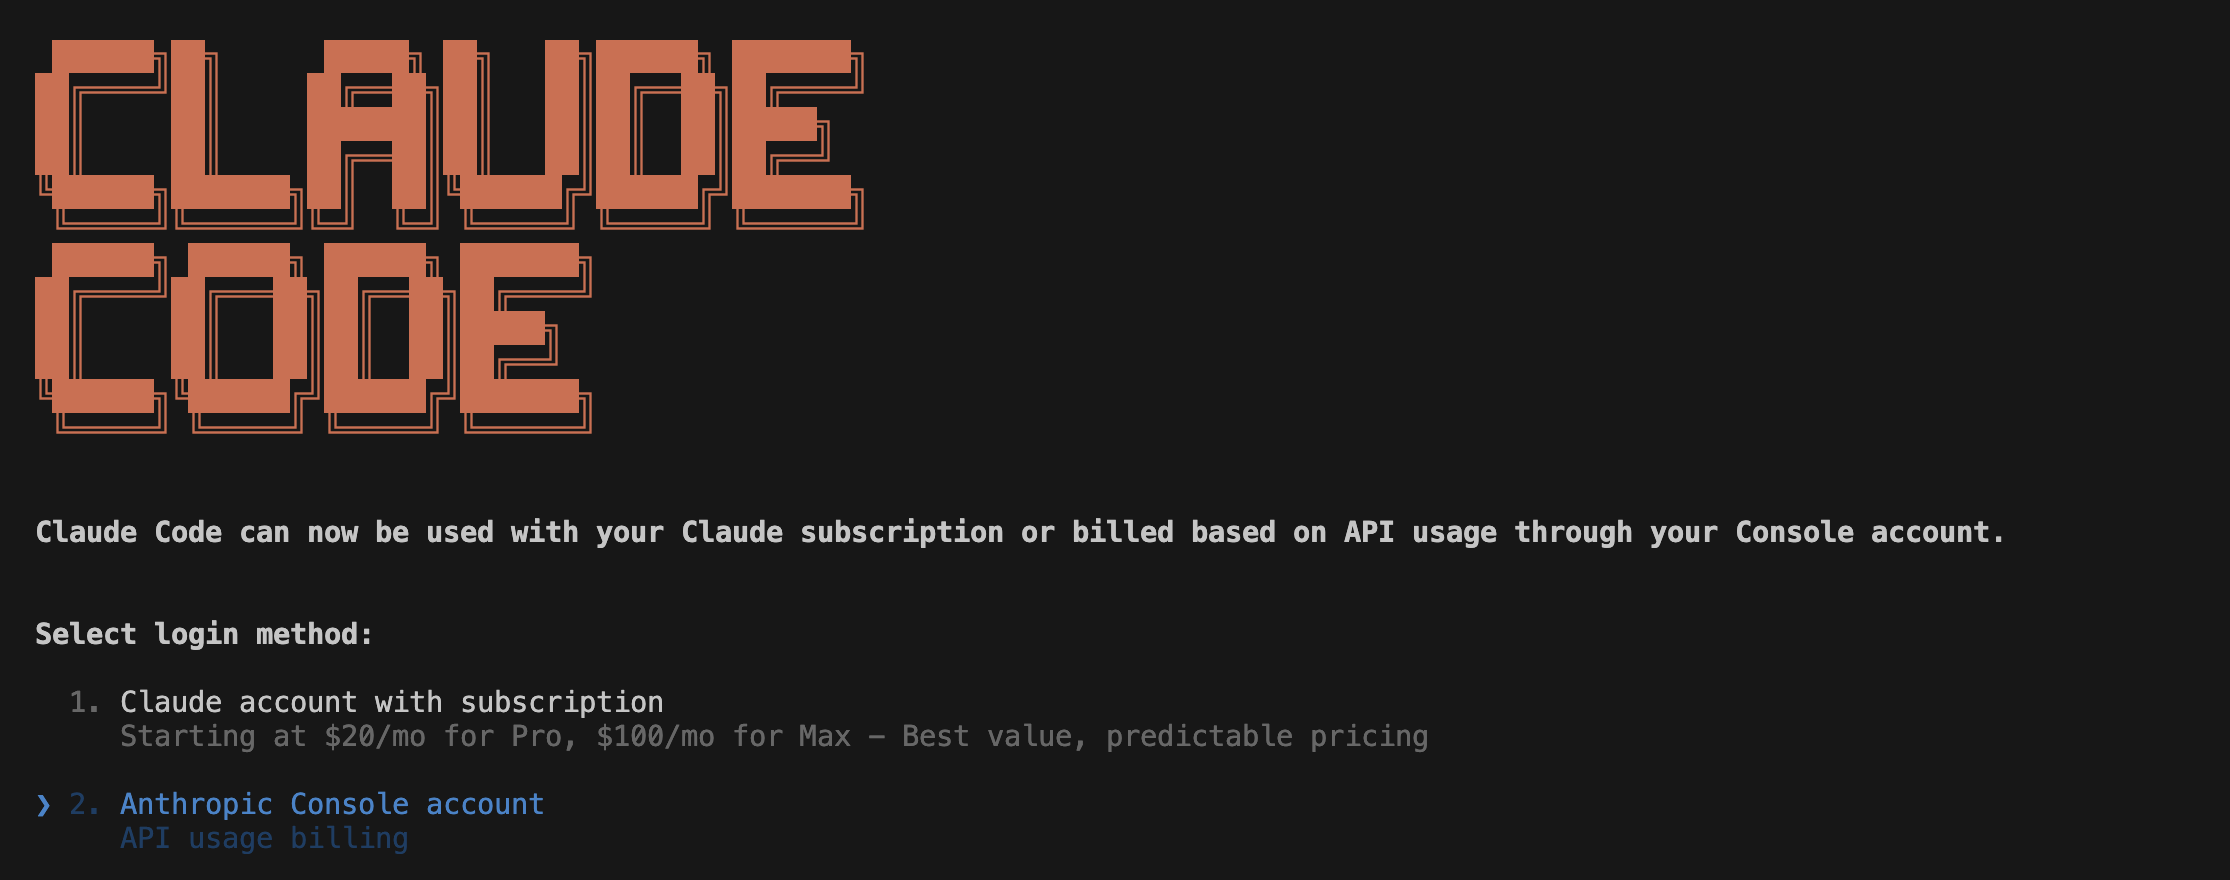 CLAUDE
CODE
Claude Code can now be used with your Claude subscription or billed based on API usage through your Console account.
Select login method:
1. Claude account with subscription
Starting at $20/mo for Pro, $100/mo for Max – Best value, predictable pricing
❯ 2. Anthropic Console account
API usage billing